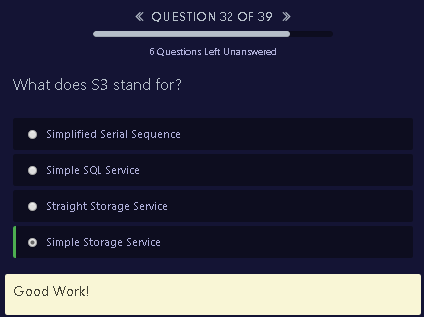 « QUESTION 32 OF 39 »
6 Questions Left Unanswered
What does S3 stand for?
Simplified Serial Sequence
Simple SQL Service
Straight Storage Service
Simple Storage Service
Good Work!